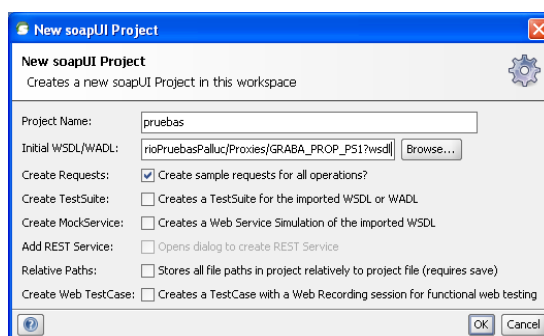 New soapUI Project
New soapUI Project
Creates a new soapUI Project in this workspace
Project Name: pruebas
Initial WSDL/WADL: rioPruebasPalluc/Proxies/GRABA_PROP_PS1?wsdl Browse...
Create Requests: Create sample requests for all operations?
Create TestSuite: Creates a TestSuite for the imported WSDL or WADL
Create MockService: Creates a Web Service Simulation of the imported WSDL
Add REST Service: Opens dialog to create REST Service
Relative Paths: Stores all file paths in project relatively to project file (requires save)
Create Web TestCase: Creates a TestCase with a Web Recording session for functional web testing
OK Cancel